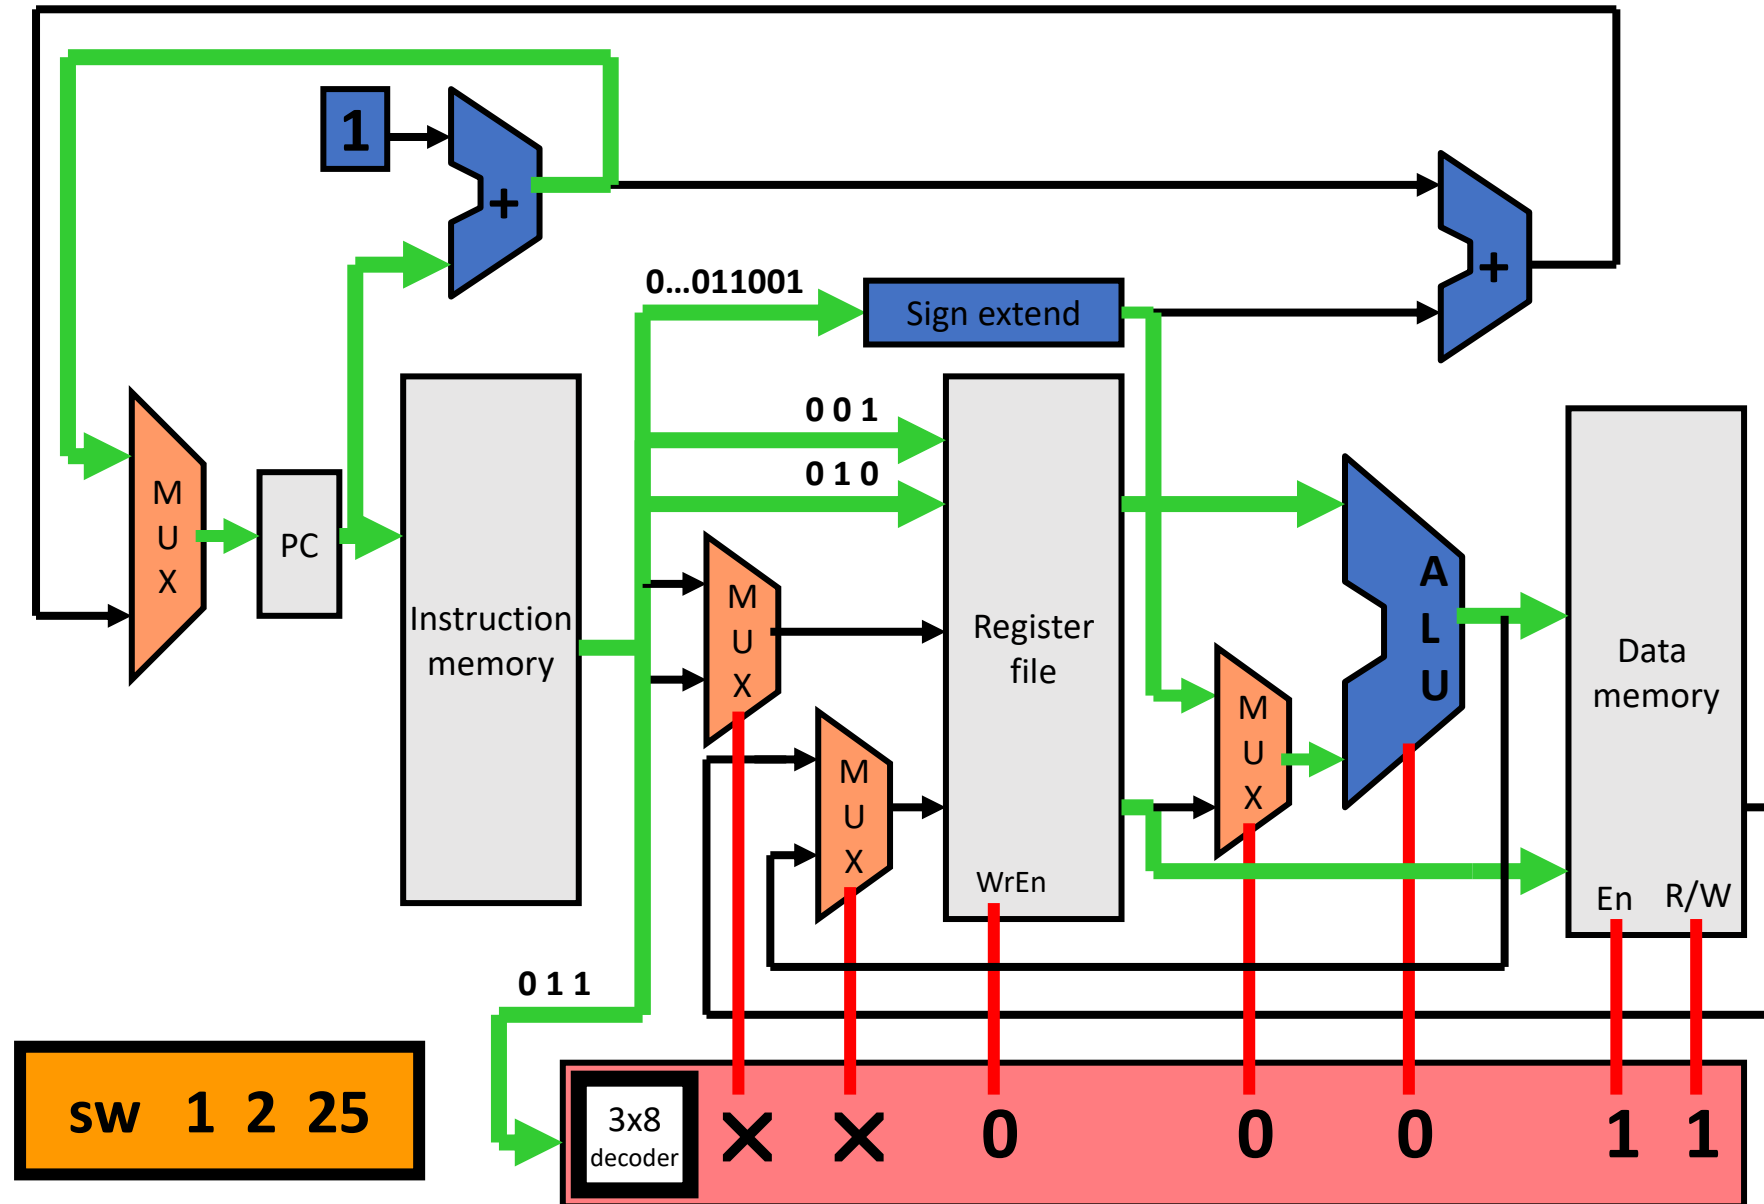 1
+
+
0...011001
Sign extend
0 0 1
0 1 0
M
U
X
PC
Instruction
memory
M
U
X
Register
file
M
U
X
A
L
U
Data
memory
M
U
X
WrEn
En
R/W
0 1 1
sw 1 2 25
3x8
decoder
X X 0 0 0 1 1